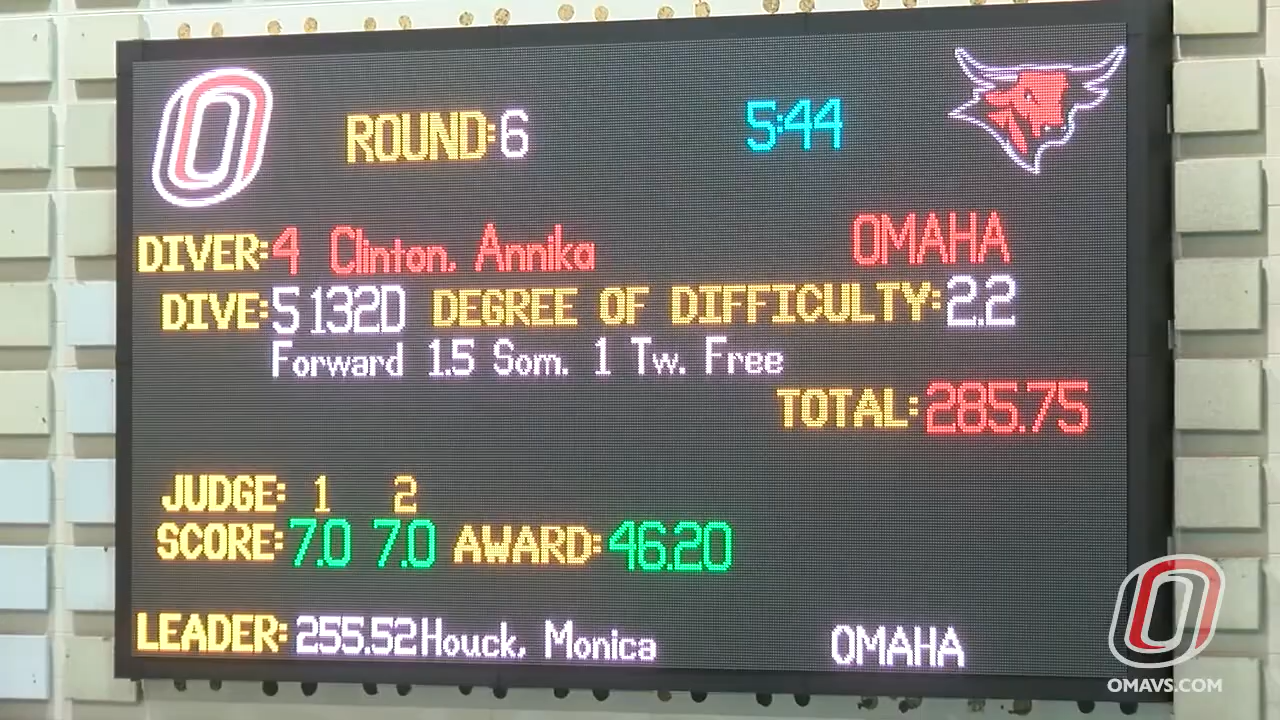 O ROUND: 6 5:44
DIVER: 4 Clinton, Annika OMAHA
DIVE: 5132D DEGREE OF DIFFICULTY: 2.2
Forward 1.5 Som. 1 Tw. Free
TOTAL: 285.75
JUDGE: 1 2
SCORE: 7.0 7.0 AWARD: 46.20
LEADER: 255.52 Houck, Monica OMAHA
O
OMAVS.COM